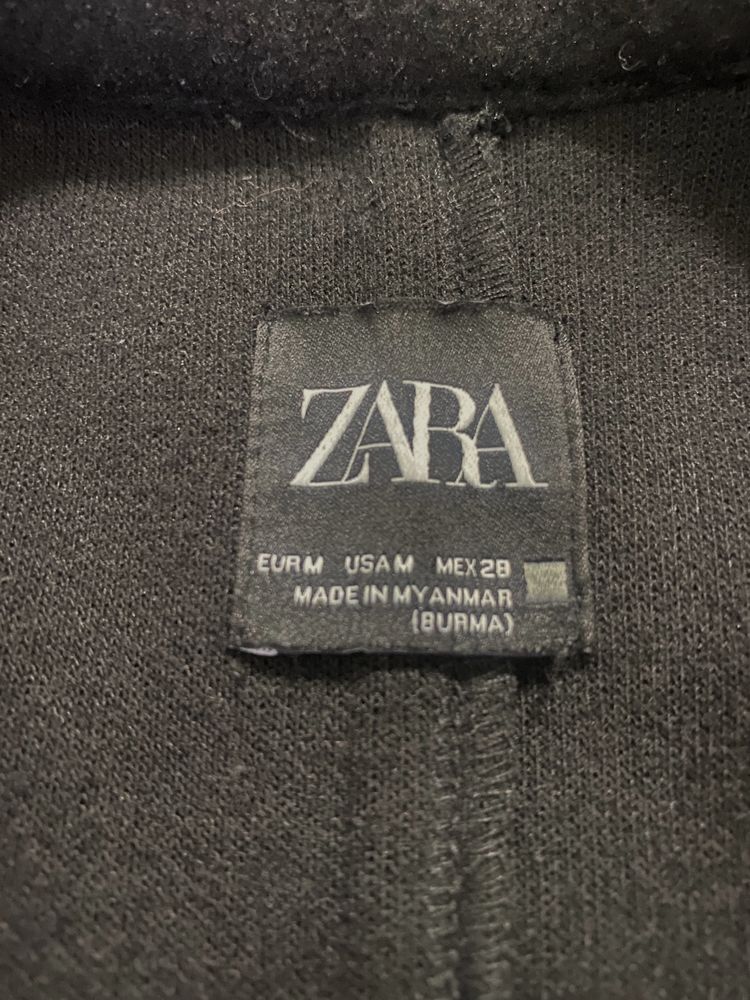 ZARA
EUR M USA M MEX 28
MADE IN MYANMAR
(BURMA)